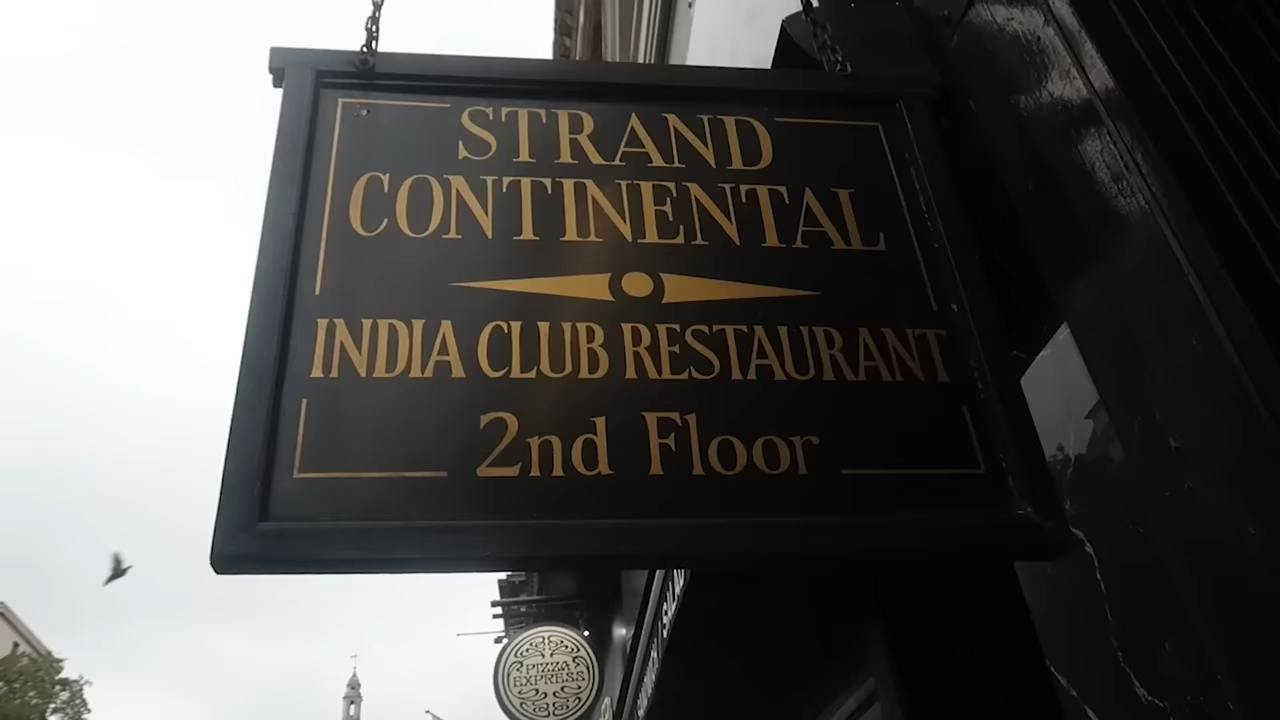 STRAND
CONTINENTAL
INDIA CLUB RESTAURANT
2nd Floor
PIZZA
EXPRESS